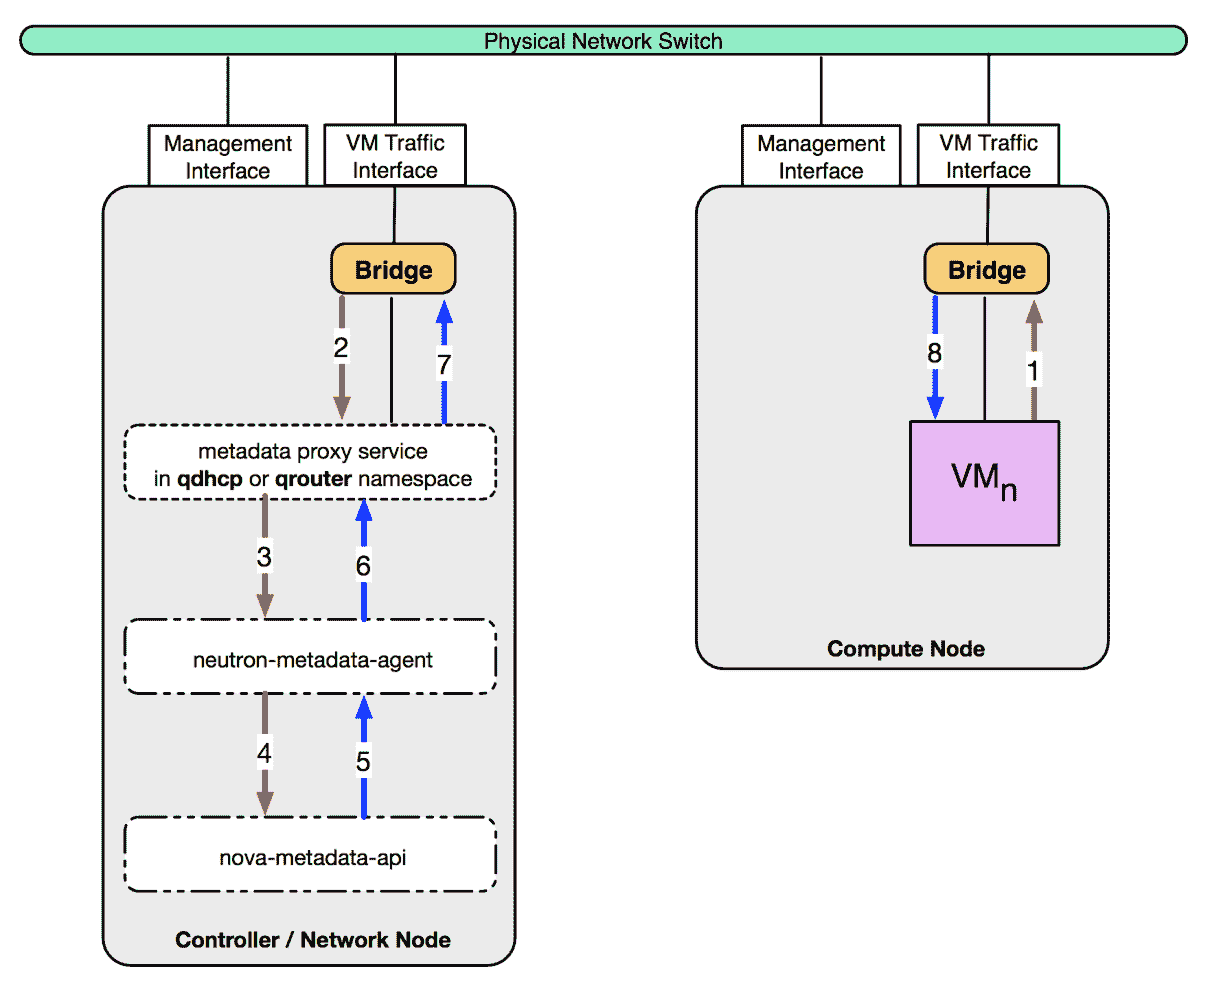 Physical Network Switch
Management
Interface
VM Traffic
Interface
Management
Interface
VM Traffic
Interface
Bridge
2
7
metadata proxy service
in qdhcp or qrouter namespace
3
6
neutron-metadata-agent
4
5
nova-metadata-api
Controller / Network Node
Bridge
8
1
VMn
Compute Node